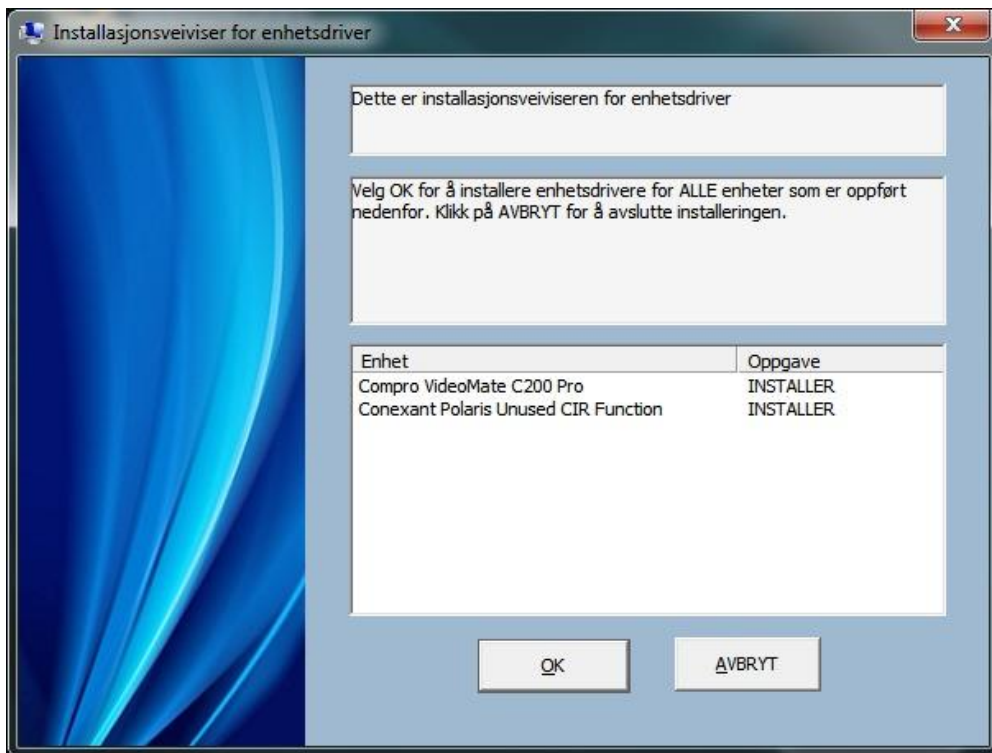 Installasjonsveiviser for enhetsdriver
Dette er installasjonsveiviseren for enhetsdriver
Velg OK for å installere enhetsdrivere for ALLE enheter som er oppført
nedenfor. Klikk på AVBRYT for å avslutte installeringen.
Enhet Oppgave
Compro VideoMate C200 Pro INSTALLER
Conexant Polaris Unused CIR Function INSTALLER
OK AVBRYT